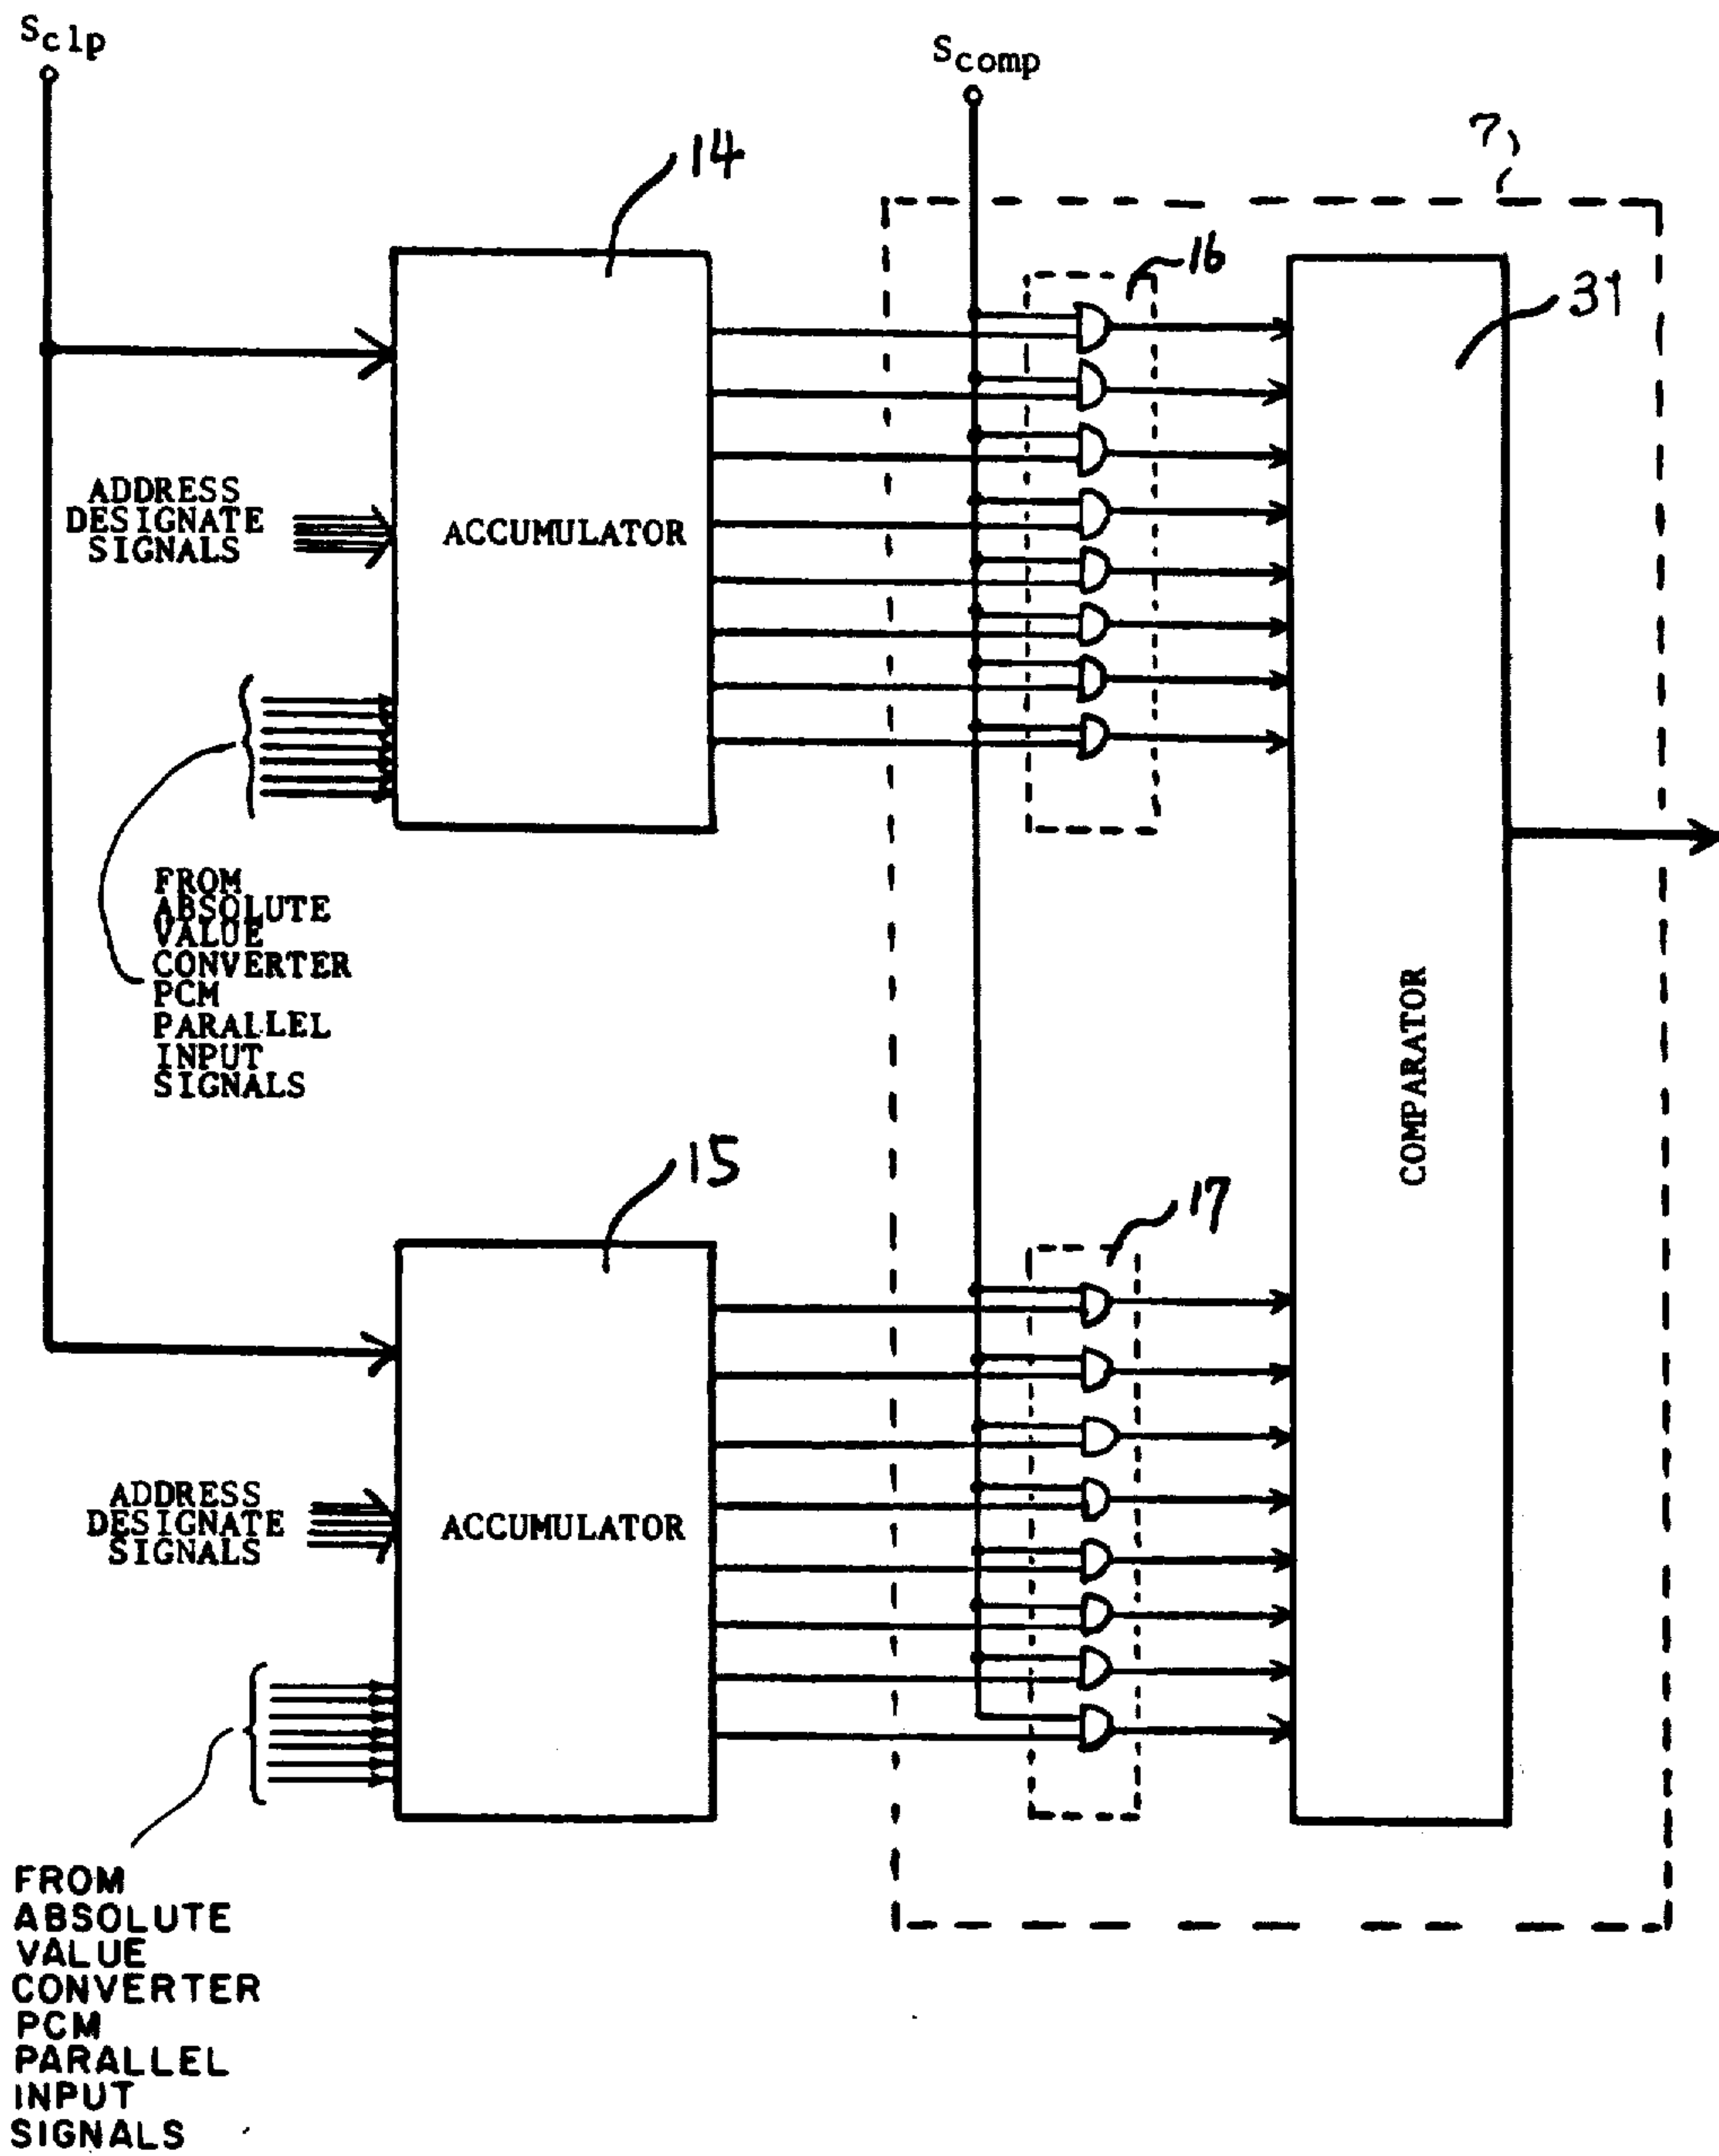 Sclp
Scomp
7
14
16
31
ADDRESS
DESIGNATE
SIGNALS
ACCUMULATOR
FROM
ABSOLUTE
VALUE
CONVERTER
PCM
PARALLEL
INPUT
SIGNALS
COMPARATOR
15
17
ADDRESS
DESIGNATE
SIGNALS
ACCUMULATOR
FROM
ABSOLUTE
VALUE
CONVERTER
PCM
PARALLEL
INPUT
SIGNALS